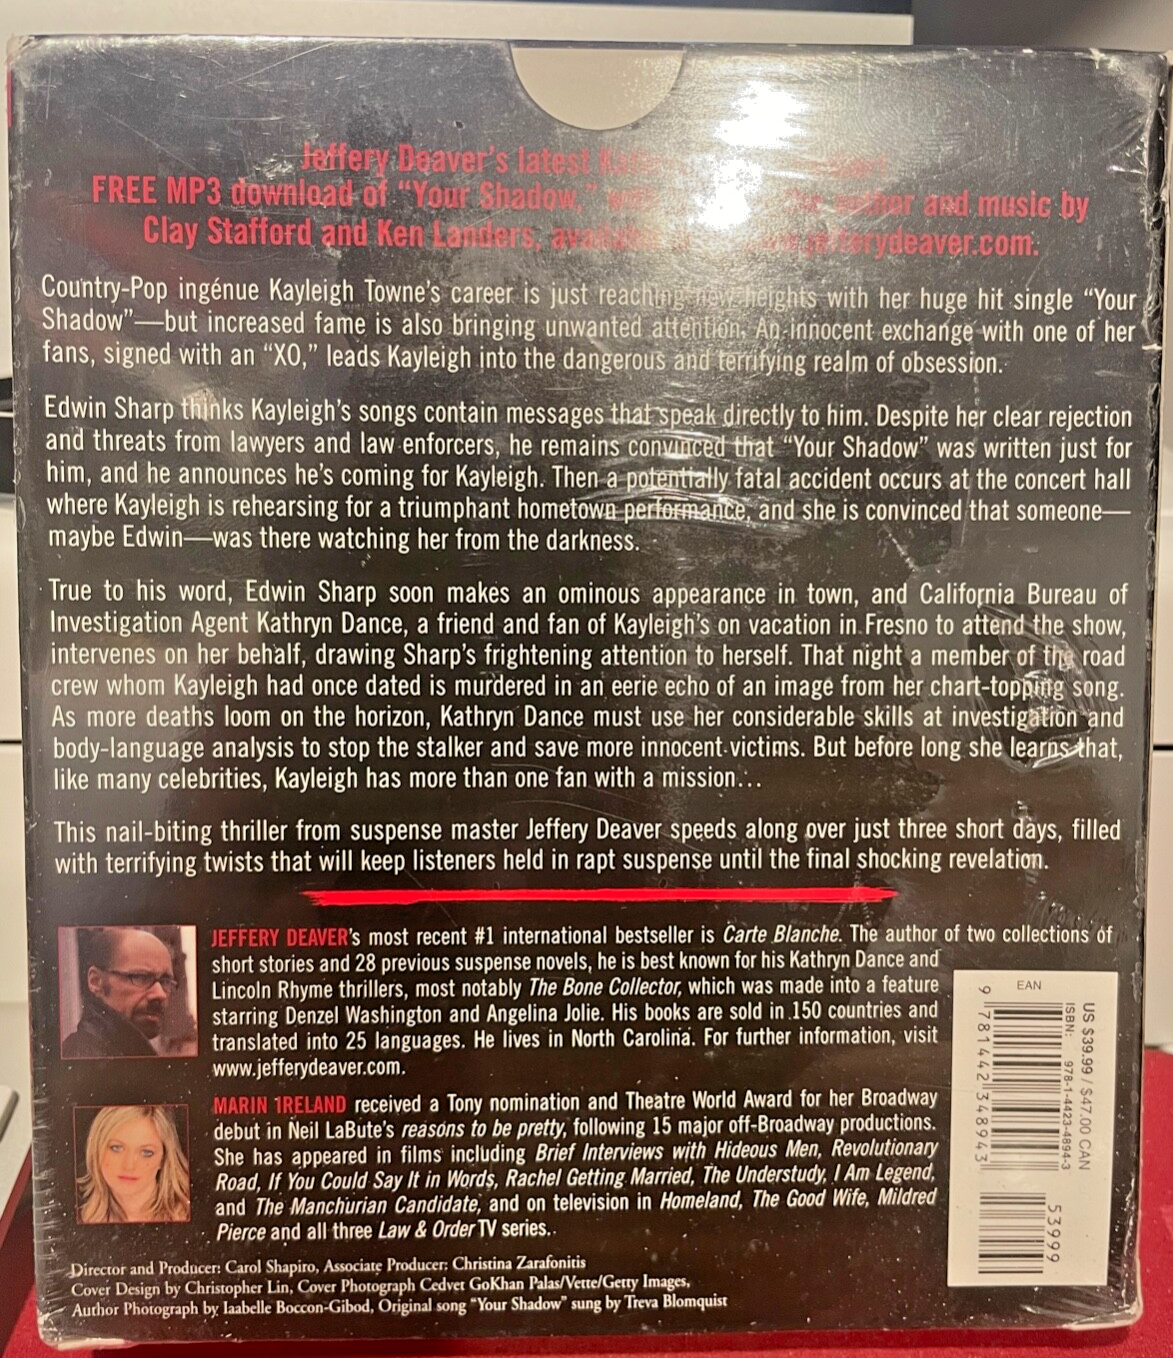 Jeffery Deaver's latest
FREE MP3 download of "Your Shadow," author and music by
Clay Stafford and Ken Landers, www.jefferydeaver.com.
Country-Pop ingénue Kayleigh Towne's career is just reaching new heights with her huge hit single "Your
Shadow"—but increased fame is also bringing unwanted attention. An innocent exchange with one of her
fans, signed with an "XO," leads Kayleigh into the dangerous and terrifying realm of obsession.
Edwin Sharp thinks Kayleigh's songs contain messages that speak directly to him. Despite her clear rejection
and threats from lawyers and law enforcers, he remains convinced that "Your Shadow" was written just for
him, and he announces he's coming for Kayleigh. Then a potentially fatal accident occurs at the concert hall
where Kayleigh is rehearsing for a triumphant hometown performance, and she is convinced that someone—
maybe Edwin—was there watching her from the darkness.
True to his word, Edwin Sharp soon makes an ominous appearance in town, and California Bureau of
Investigation Agent Kathryn Dance, a friend and fan of Kayleigh's on vacation in Fresno to attend the show,
intervenes on her behalf, drawing Sharp's frightening attention to herself. That night a member of the road
crew whom Kayleigh had once dated is murdered in an eerie echo of an image from her chart-topping song.
As more deaths loom on the horizon, Kathryn Dance must use her considerable skills at investigation and
body-language analysis to stop the stalker and save more innocent victims. But before long she learns that,
like many celebrities, Kayleigh has more than one fan with a mission...
This nail-biting thriller from suspense master Jeffery Deaver speeds along over just three short days, filled
with terrifying twists that will keep listeners held in rapt suspense until the final shocking revelation.
JEFFERY DEAVER's most recent #1 international bestseller is Carte Blanche. The author of two collections of
short stories and 28 previous suspense novels, he is best known for his Kathryn Dance and
Lincoln Rhyme thrillers, most notably The Bone Collector, which was made into a feature
starring Denzel Washington and Angelina Jolie. His books are sold in 150 countries and
translated into 25 languages. He lives in North Carolina. For further information, visit
www.jefferydeaver.com.
MARIN IRELAND received a Tony nomination and Theatre World Award for her Broadway
debut in Neil LaBute's reasons to be pretty, following 15 major off-Broadway productions.
She has appeared in films including Brief Interviews with Hideous Men, Revolutionary
Road, If You Could Say It in Words, Rachel Getting Married, The Understudy, I Am Legend,
and The Manchurian Candidate, and on television in Homeland, The Good Wife, Mildred
Pierce and all three Law & Order TV series.
Director and Producer: Carol Shapiro, Associate Producer: Christina Zarafonitis
Cover Design by Christopher Lin, Cover Photograph Cedvet GoKhan Palas/Vette/Getty Images,
Author Photograph by Iaabelle Boccon-Gibod, Original song "Your Shadow" sung by Treva Blomquist
EAN
US $39.99 / $47.00 CAN
ISBN: 978-1-4423-4894-3
9 781442 348943
53999